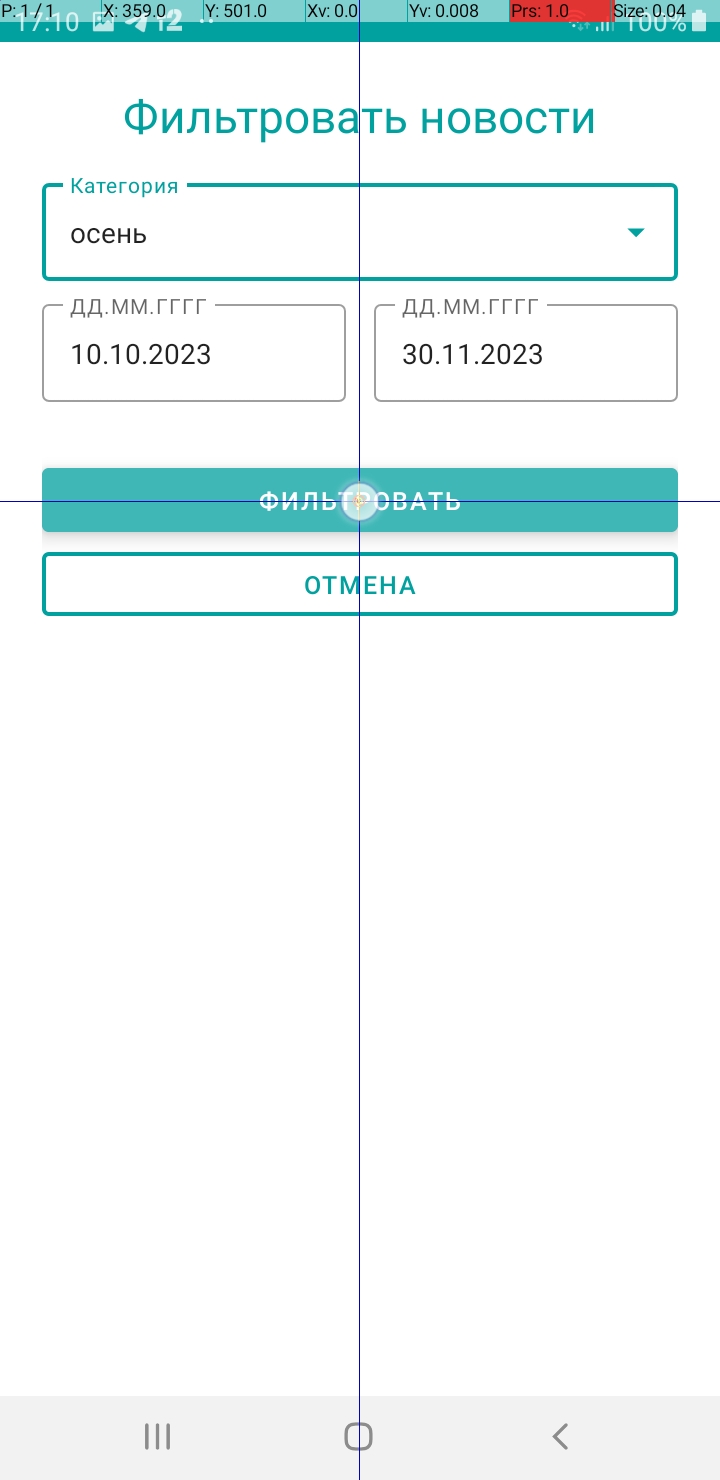 P: 1 / 1 X: 359.0 Y: 501.0 Xv: 0.0 Yv: 0.008 Prs: 1.0 Size: 0.04
17:10 12 100%
Фильтровать новости
Категория
осень
ДД.ММ.ГГГГ ДД.ММ.ГГГГ
10.10.2023 30.11.2023
ФИЛЬТРОВАТЬ
ОТМЕНА